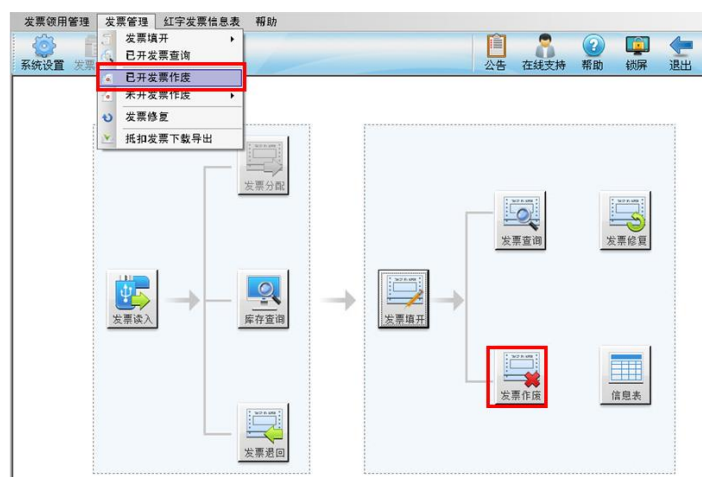 发票领用管理 发票管理 红字发票信息表 帮助
发票填开
已开发票查询
已开发票作废
未开发票作废
发票修复
抵扣发票下载导出
系统设置 发票
公告 在线支持 帮助 锁屏 退出
发票分配
发票查询 发票修复
发票读入 库存查询 发票填开
发票作废 信息表
发票退回